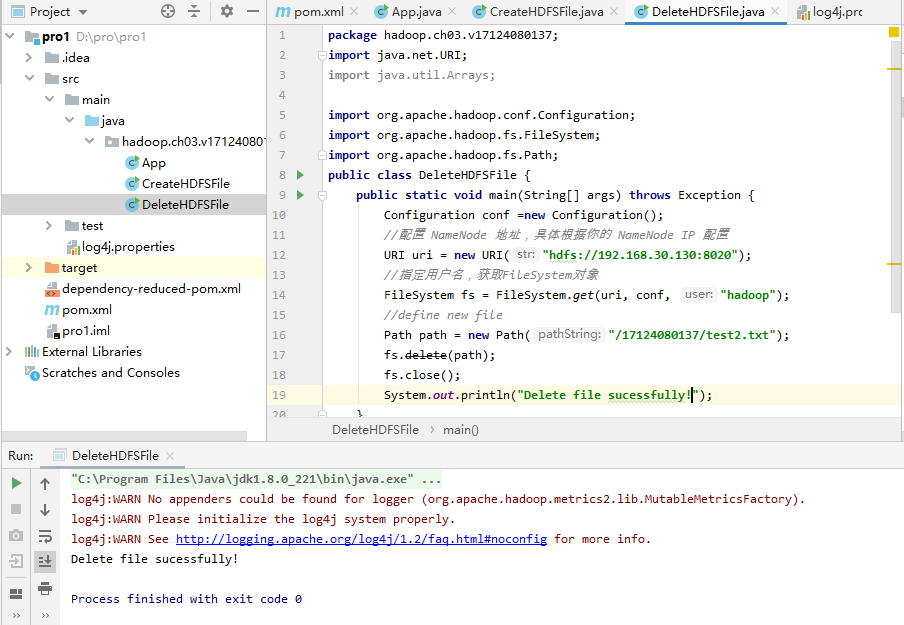 Project
pro1 D:\pro\pro1
.idea
src
main
java
hadoop.ch03.v1712408013
App
CreateHDFSFile
DeleteHDFSFile
test
log4j.properties
target
dependency-reduced-pom.xml
pom.xml
pro1.iml
External Libraries
Scratches and Consoles
pom.xml App.java CreateHDFSFile.java DeleteHDFSFile.java log4j.prc
1 package hadoop.ch03.v17124080137;
2 import java.net.URI;
3 import java.util.Arrays;
4
5 import org.apache.hadoop.conf.Configuration;
6 import org.apache.hadoop.fs.FileSystem;
7 import org.apache.hadoop.fs.Path;
8 public class DeleteHDFSFile {
9 public static void main(String[] args) throws Exception {
10 Configuration conf =new Configuration();
11 //配置 NameNode 地址，具体根据你的 NameNode IP 配置
12 URI uri = new URI( str: "hdfs://192.168.30.130:8020");
13 //指定用户名，获取FileSystem对象
14 FileSystem fs = FileSystem.get(uri, conf, user: "hadoop");
15 //define new file
16 Path path = new Path( pathString: "/17124080137/test2.txt");
17 fs.delete(path);
18 fs.close();
19 System.out.println("Delete file sucessfully!");
20 }
DeleteHDFSFile › main()
Run: DeleteHDFSFile
"C:\Program Files\Java\jdk1.8.0_221\bin\java.exe" ...
log4j:WARN No appenders could be found for logger (org.apache.hadoop.metrics2.lib.MutableMetricsFactory).
log4j:WARN Please initialize the log4j system properly.
log4j:WARN See http://logging.apache.org/log4j/1.2/faq.html#noconfig for more info.
Delete file sucessfully!
Process finished with exit code 0